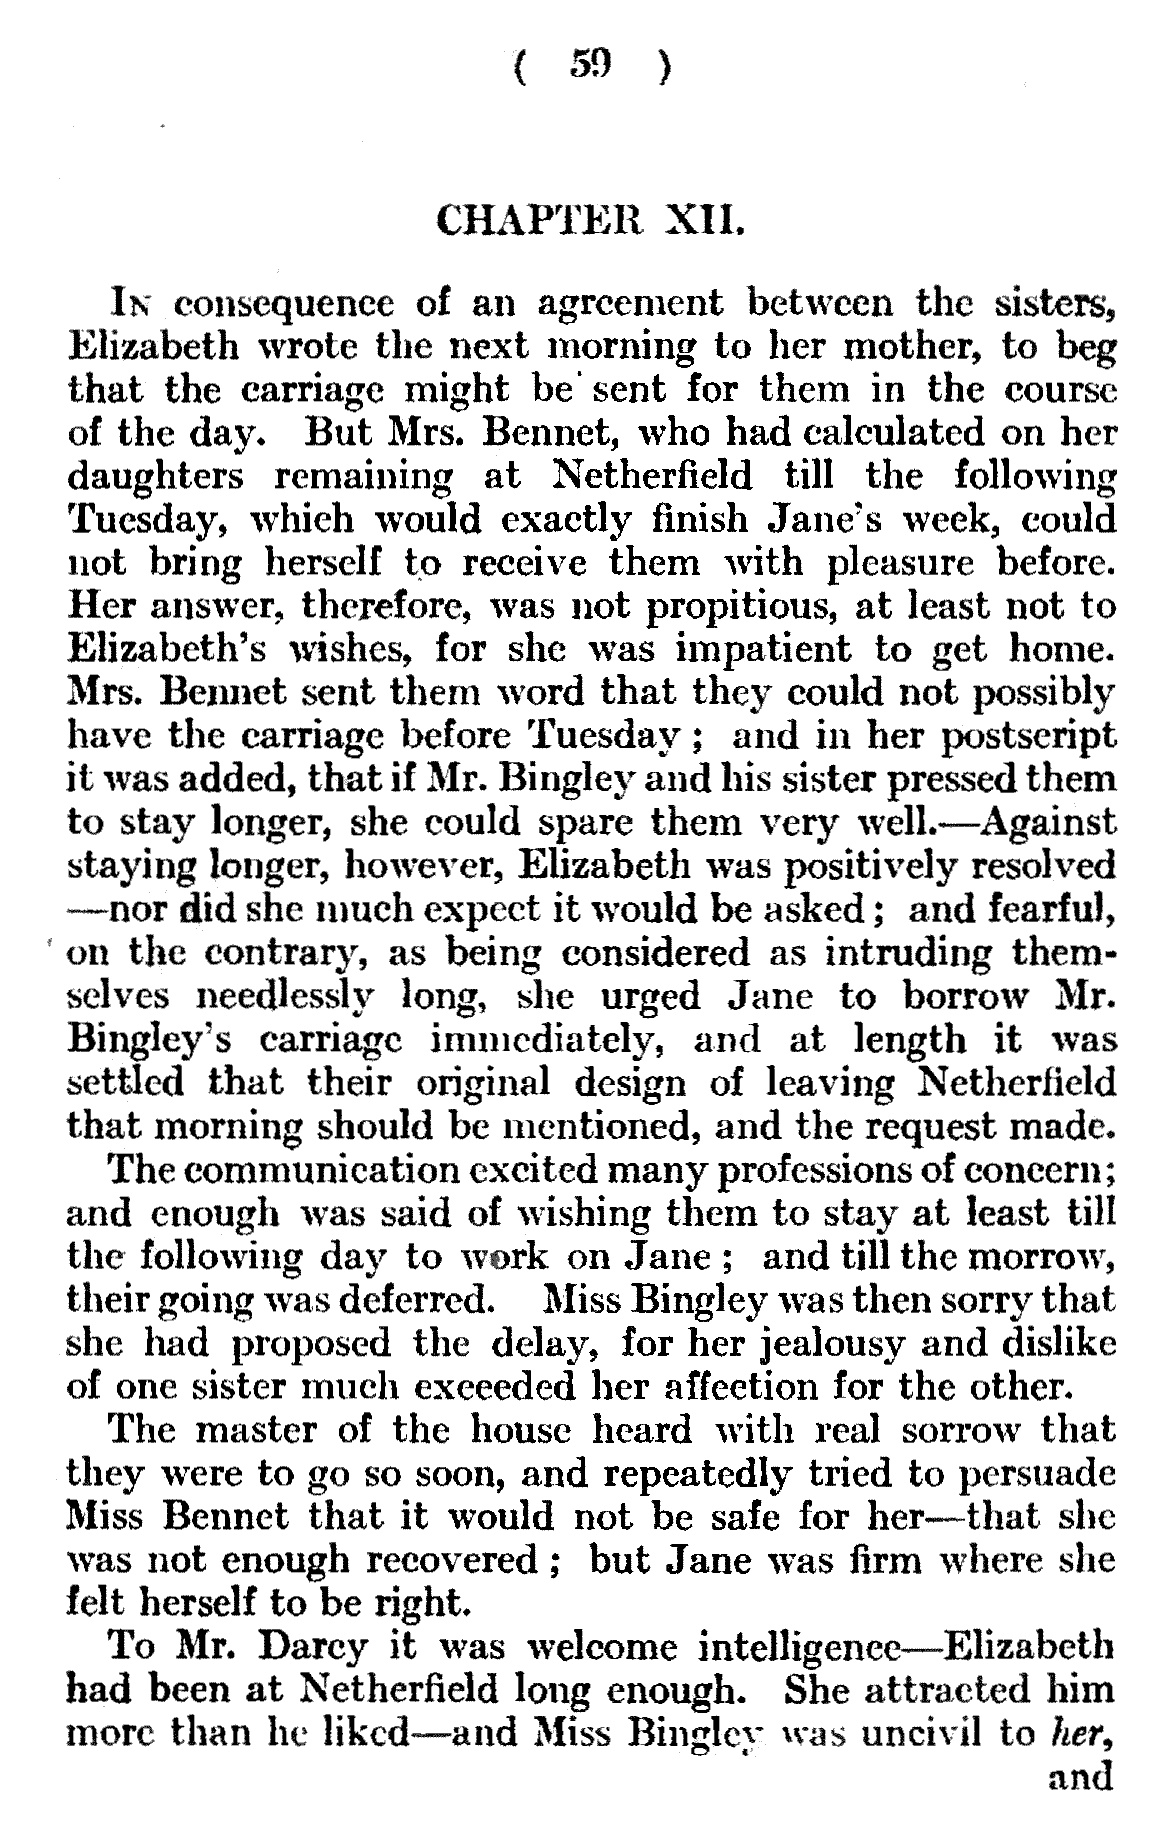 ( 59 )
CHAPTER XII.
In consequence of an agreement between the sisters,
Elizabeth wrote the next morning to her mother, to beg
that the carriage might be sent for them in the course
of the day. But Mrs. Bennet, who had calculated on her
daughters remaining at Netherfield till the following
Tuesday, which would exactly finish Jane's week, could
not bring herself to receive them with pleasure before.
Her answer, therefore, was not propitious, at least not to
Elizabeth's wishes, for she was impatient to get home.
Mrs. Bennet sent them word that they could not possibly
have the carriage before Tuesday ; and in her postscript
it was added, that if Mr. Bingley and his sister pressed them
to stay longer, she could spare them very well.—Against
staying longer, however, Elizabeth was positively resolved
—nor did she much expect it would be asked ; and fearful,
on the contrary, as being considered as intruding them-
selves needlessly long, she urged Jane to borrow Mr.
Bingley's carriage immediately, and at length it was
settled that their original design of leaving Netherfield
that morning should be mentioned, and the request made.
The communication excited many professions of concern;
and enough was said of wishing them to stay at least till
the following day to work on Jane ; and till the morrow,
their going was deferred. Miss Bingley was then sorry that
she had proposed the delay, for her jealousy and dislike
of one sister much exceeded her affection for the other.
The master of the house heard with real sorrow that
they were to go so soon, and repeatedly tried to persuade
Miss Bennet that it would not be safe for her—that she
was not enough recovered ; but Jane was firm where she
felt herself to be right.
To Mr. Darcy it was welcome intelligence—Elizabeth
had been at Netherfield long enough. She attracted him
more than he liked—and Miss Bingley was uncivil to her,
and